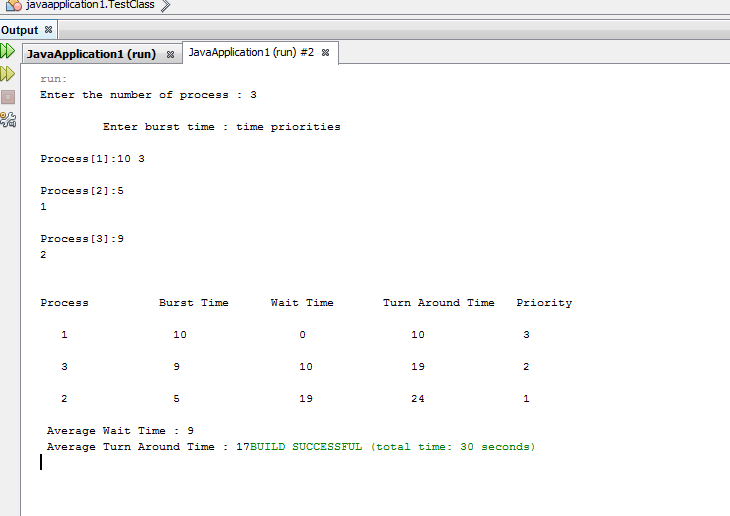 javaapplication1.TestClass
Output
JavaApplication1 (run) JavaApplication1 (run) #2
run:
Enter the number of process : 3
Enter burst time : time priorities
Process[1]:10 3
Process[2]:5
1
Process[3]:9
2
Process Burst Time Wait Time Turn Around Time Priority
1 10 0 10 3
3 9 10 19 2
2 5 19 24 1
Average Wait Time : 9
Average Turn Around Time : 17BUILD SUCCESSFUL (total time: 30 seconds)